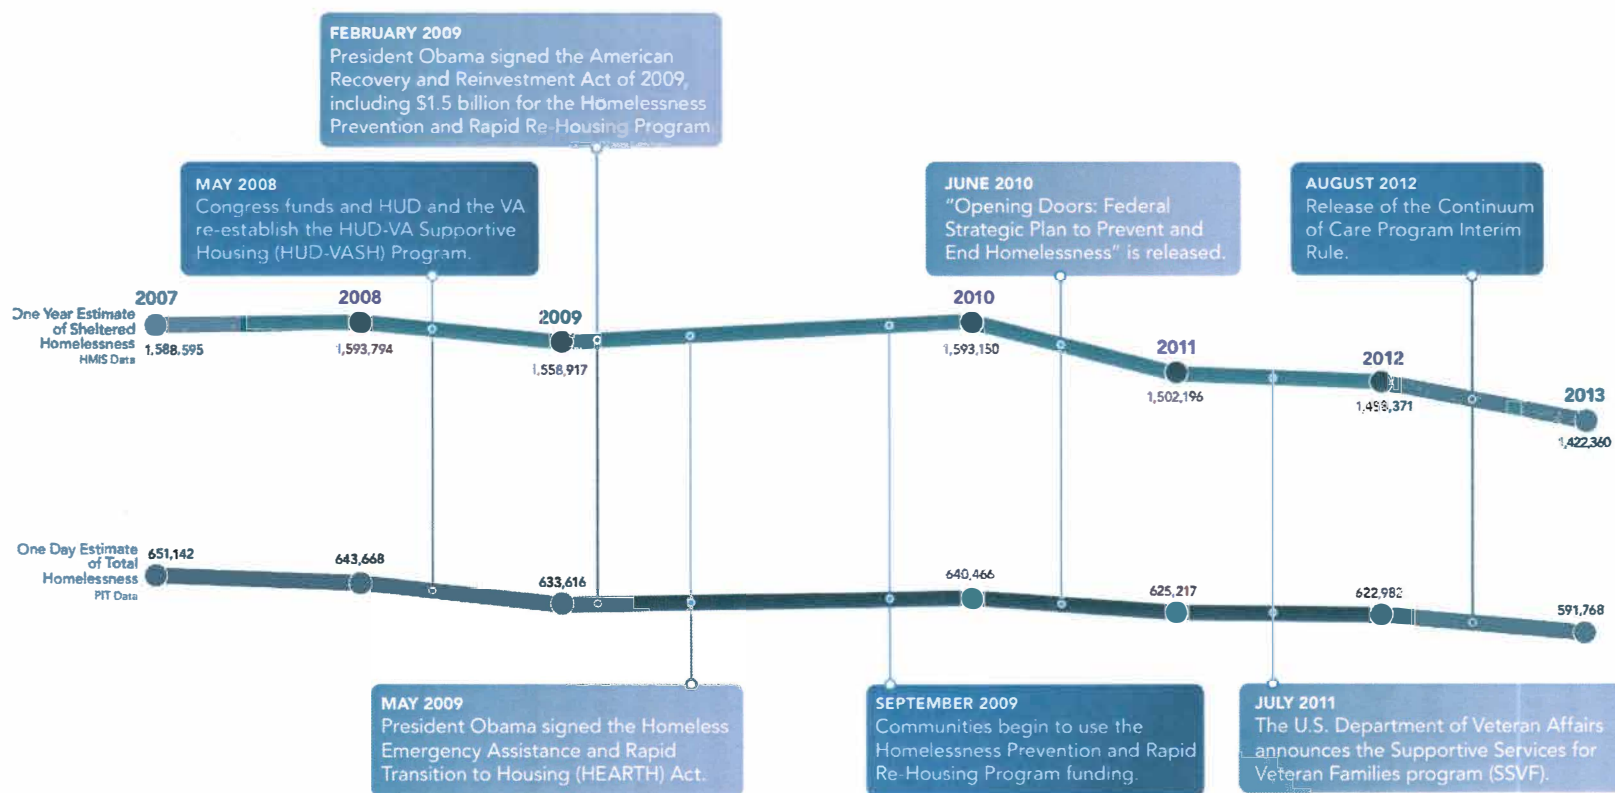 FEBRUARY 2009
President Obama signed the American
Recovery and Reinvestment Act of 2009,
including $1.5 billion for the Homelessness
Prevention and Rapid Re-Housing Program
MAY 2008
Congress funds and HUD and the VA
re-establish the HUD-VA Supportive
Housing (HUD-VASH) Program.
JUNE 2010
"Opening Doors: Federal
Strategic Plan to Prevent and
End Homelessness" is released.
AUGUST 2012
Release of the Continuum
of Care Program Interim
Rule.
One Year Estimate
of Sheltered
Homelessness
HMIS Data
2007
1,588,595
2008
1,593,794
2009
1,558,917
2010
1,593,150
2011
1,502,196
2012
1,498,371
2013
1,422,360
One Day Estimate
of Total
Homelessness
PIT Data
651,142
643,668
633,616
640,466
625,217
622,982
591,768
MAY 2009
President Obama signed the Homeless
Emergency Assistance and Rapid
Transition to Housing (HEARTH) Act.
SEPTEMBER 2009
Communities begin to use the
Homelessness Prevention and Rapid
Re-Housing Program funding.
JULY 2011
The U.S. Department of Veteran Affairs
announces the Supportive Services for
Veteran Families program (SSVF).